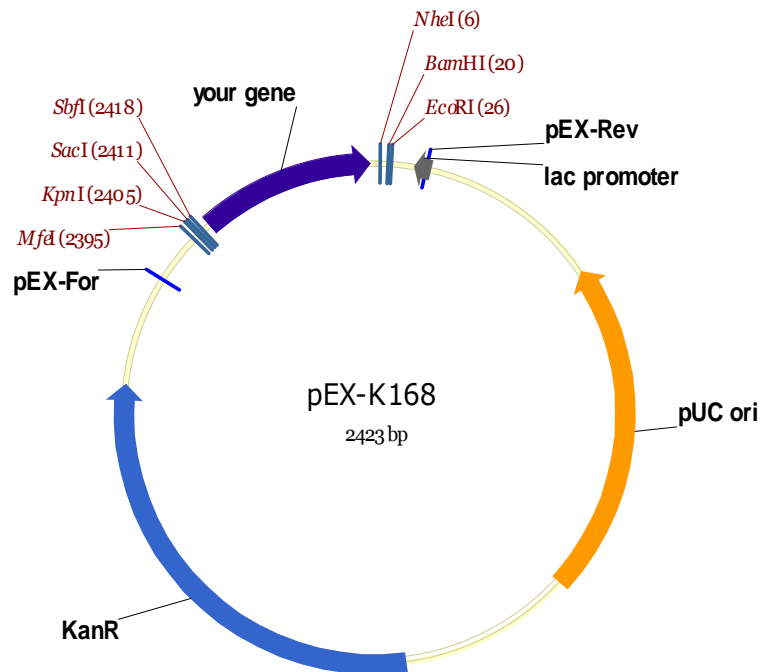 NheI(6)
BamHI(20)
EcoRI(26)
your gene
SbfI(2418)
SacI(2411)
KpnI(2405)
MfeI(2395)
pEX-Rev
lac promoter
pEX-For
pEX-K168
2423 bp
pUC ori
KanR